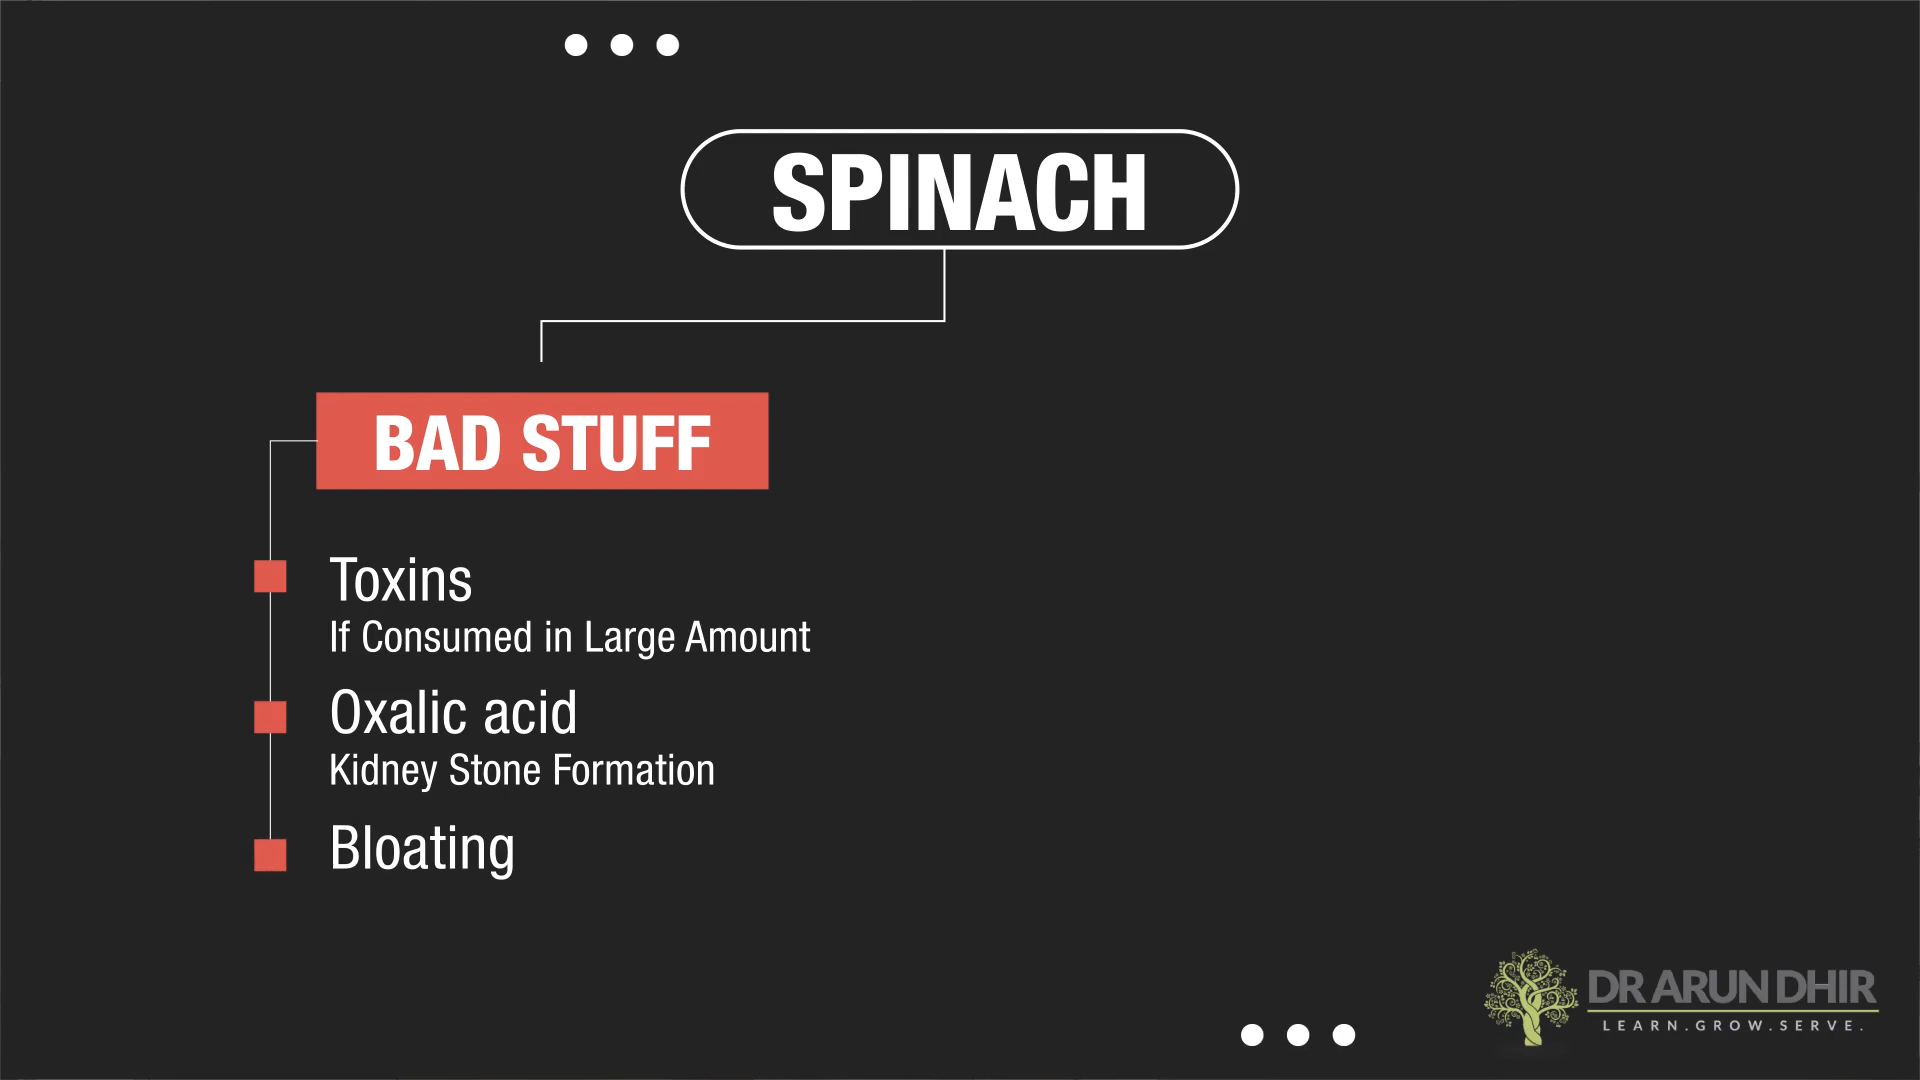 SPINACH
BAD STUFF
Toxins
If Consumed in Large Amount
Oxalic acid
Kidney Stone Formation
Bloating
DR ARUN DHIR
LEARN.GROW.SERVE.